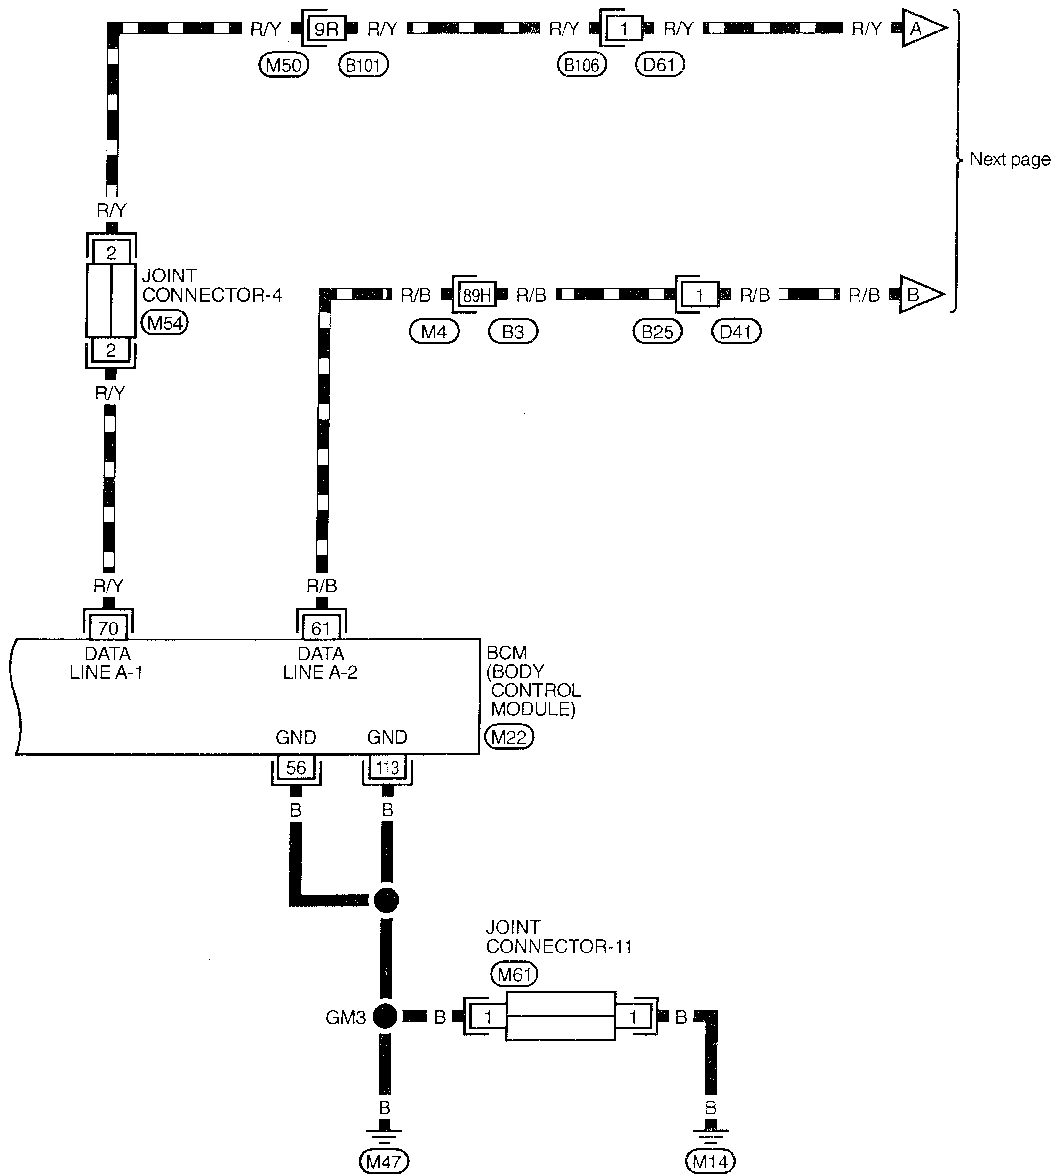 R/Y 9R R/Y R/Y 1 R/Y R/Y A
M50 B101 B106 D61
Next page
R/Y
2
JOINT
CONNECTOR-4
M54
2
R/Y
R/B 89H R/B 1 R/B R/B B
M4 B3 B25 D41
R/Y R/B
70 61
DATA
LINE A-1
DATA
LINE A-2
BCM
(BODY
CONTROL
MODULE)
M22
GND GND
56 113
B B
JOINT
CONNECTOR-11
M61
GM3 B 1 1 B
B B
M47 M14